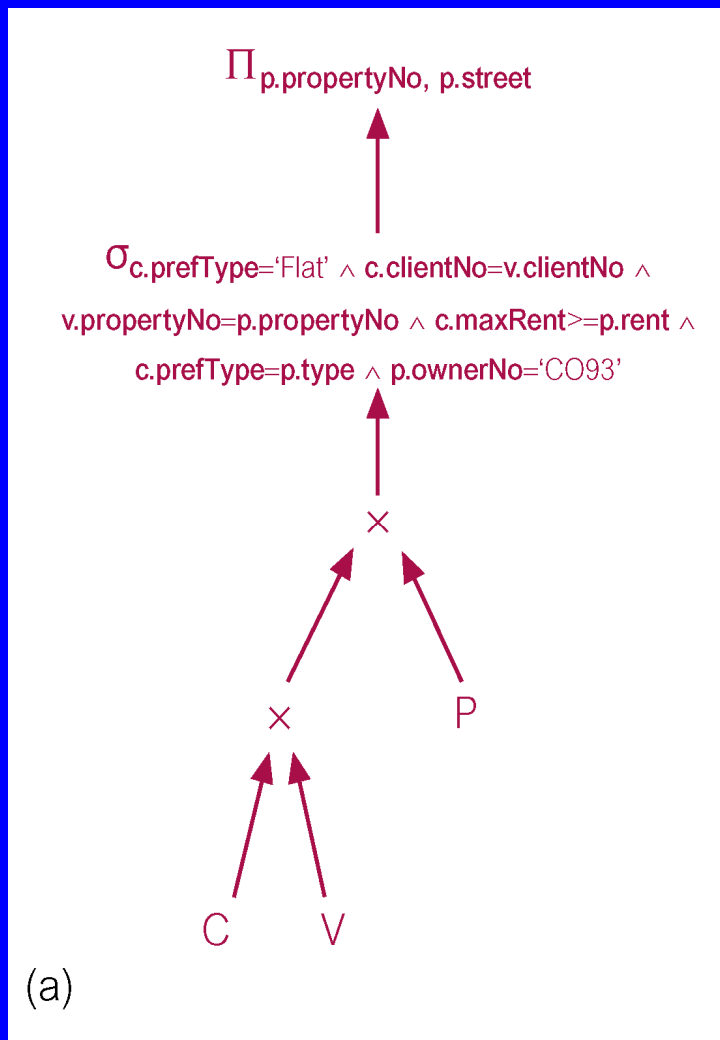 Πp.propertyNo, p.street
σc.prefType=‘Flat’ ∧ c.clientNo=v.clientNo ∧
v.propertyNo=p.propertyNo ∧ c.maxRent>=p.rent ∧
c.prefType=p.type ∧ p.ownerNo=‘CO93’
×
× P
C V
(a)